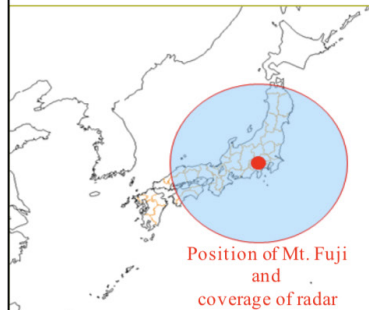 Position of Mt. Fuji
and
coverage of radar